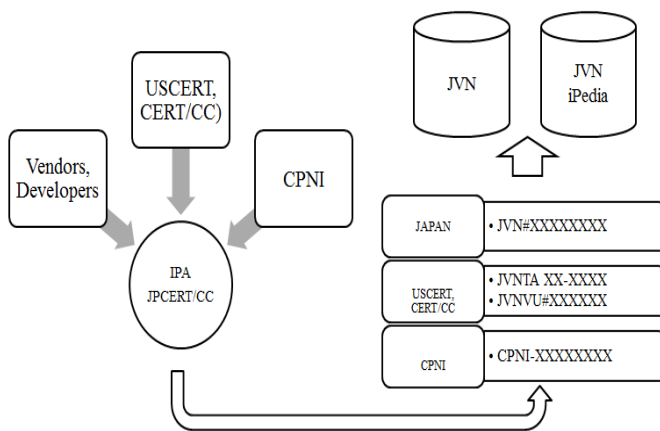 USCERT,
CERT/CC)
Vendors,
Developers
CPNI
IPA
JPCERT/CC
JVN
JVN
iPedia
JAPAN
• JVN#XXXXXXXX
USCERT,
CERT/CC
• JVNTA XX-XXXX
• JVNVU#XXXXXX
CPNI
• CPNI-XXXXXXXX